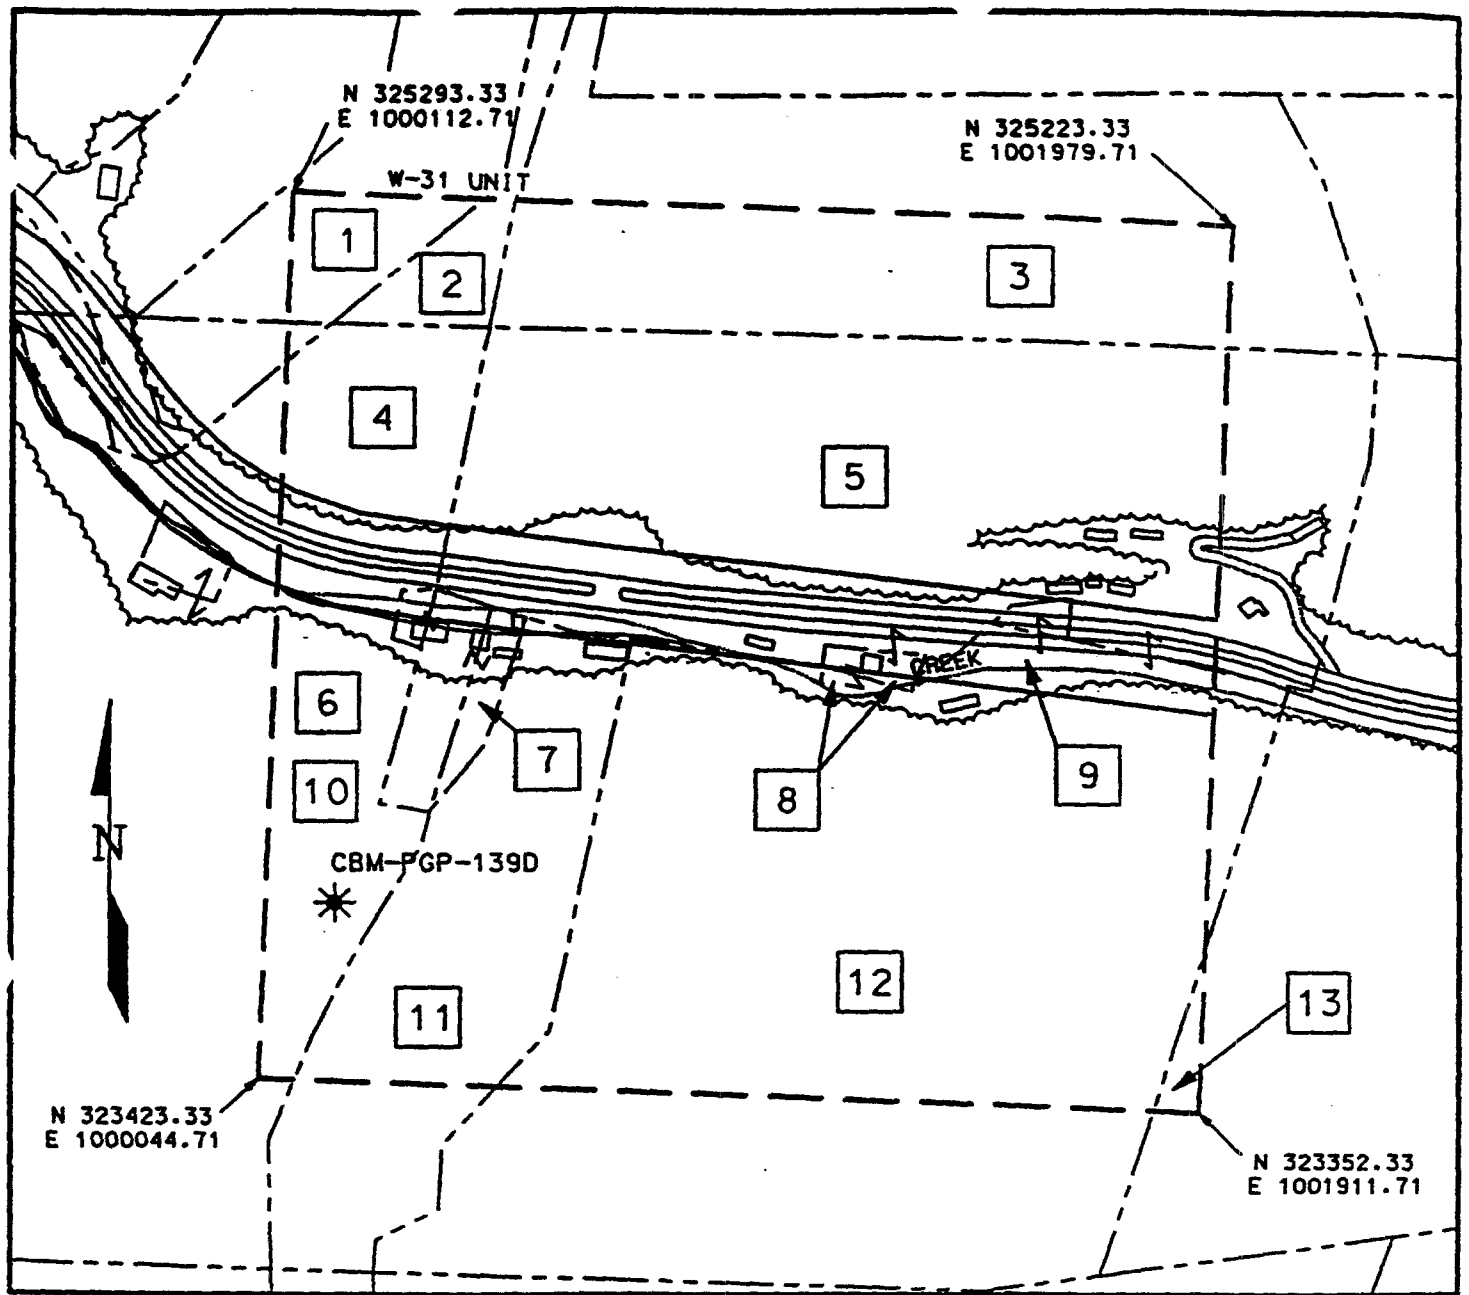 N 325293.33
E 1000112.71
N 325223.33
E 1001979.71
W-31 UNIT
1
2
3
4
5
CREEK
6
7
8
9
10
N
CBM-PGP-139D
12
11
13
N 323423.33
E 1000044.71
N 323352.33
E 1001911.71